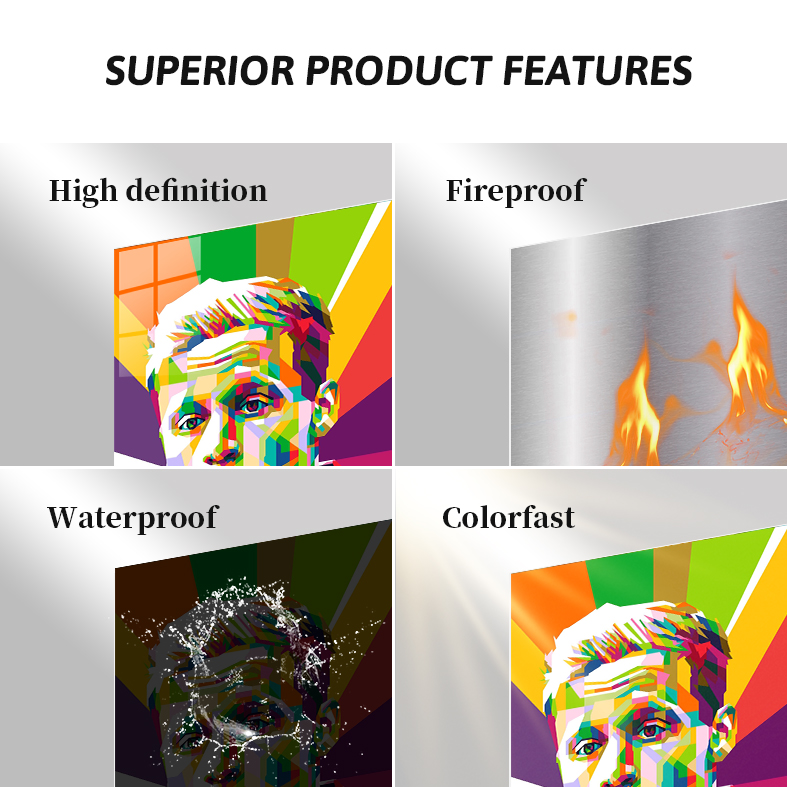 SUPERIOR PRODUCT FEATURES
High definition
Fireproof
Waterproof
Colorfast